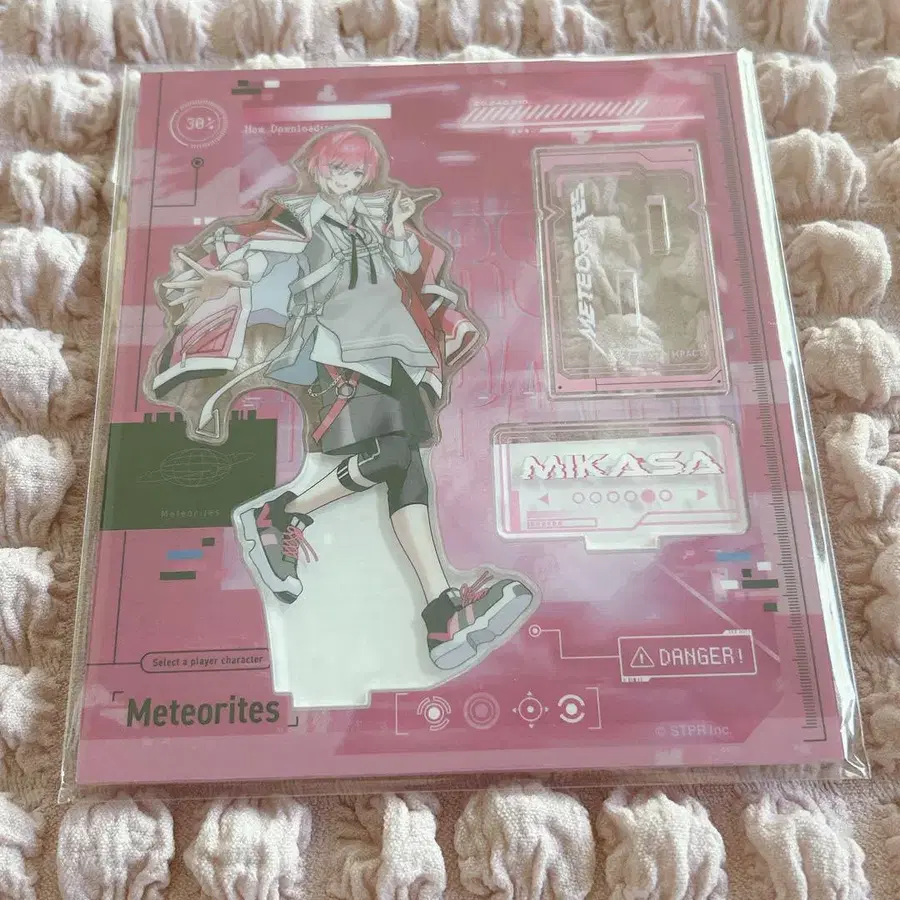 30%
Now Downloading
METEORITES
MIKASA
Meteorites
Select a player character
Meteorites
DANGER!
© STPR Inc.